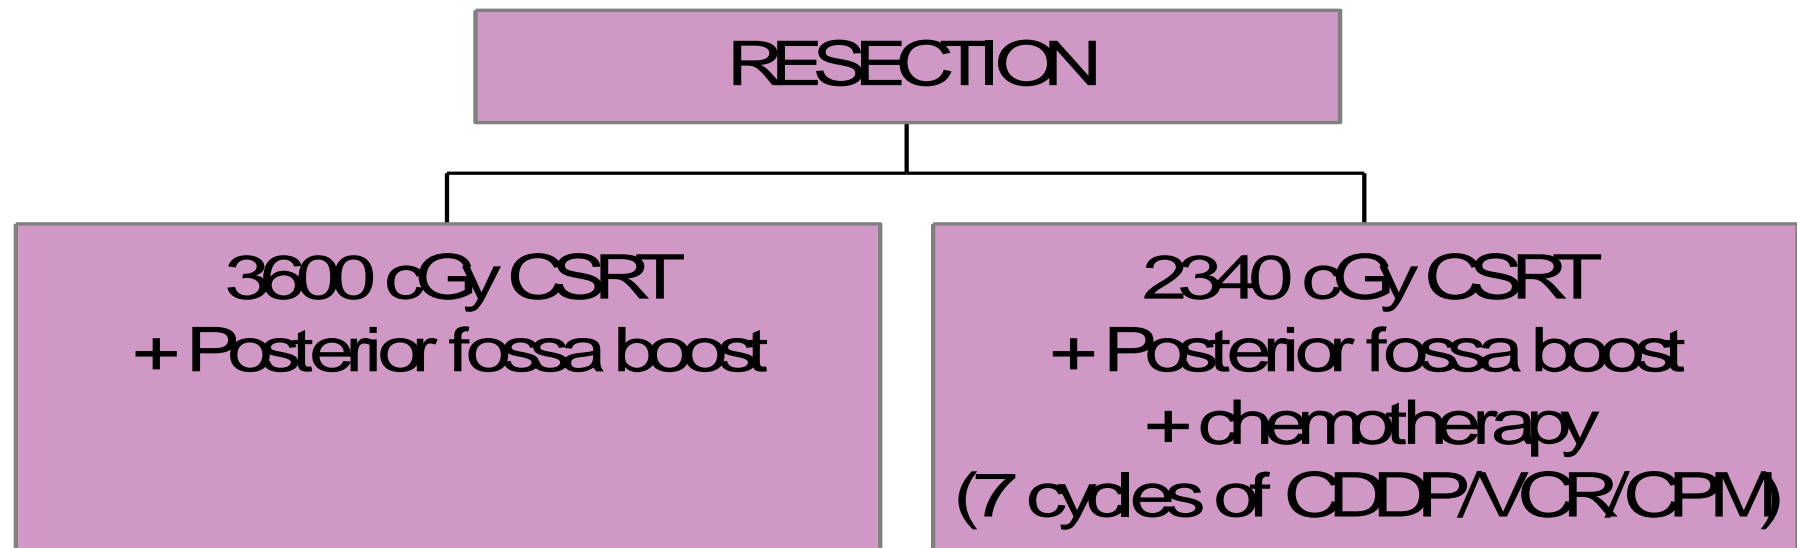 RESECTION
3600 cGy CSRT
+ Posterior fossa boost
2340 cGy CSRT
+ Posterior fossa boost
+ chemotherapy
(7 cycles of CDDP/VCR/CPM)